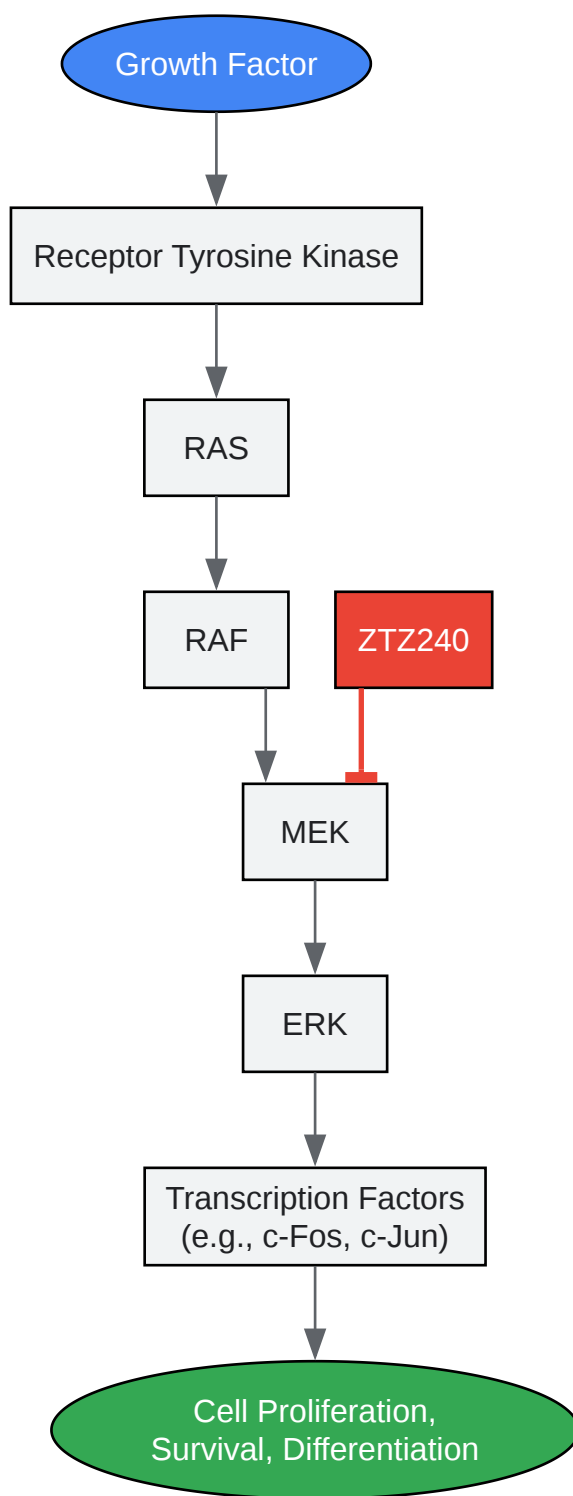 Growth Factor
Receptor Tyrosine Kinase
RAS
RAF
ZTZ240
MEK
ERK
Transcription Factors
(e.g., c-Fos, c-Jun)
Cell Proliferation,
Survival, Differentiation